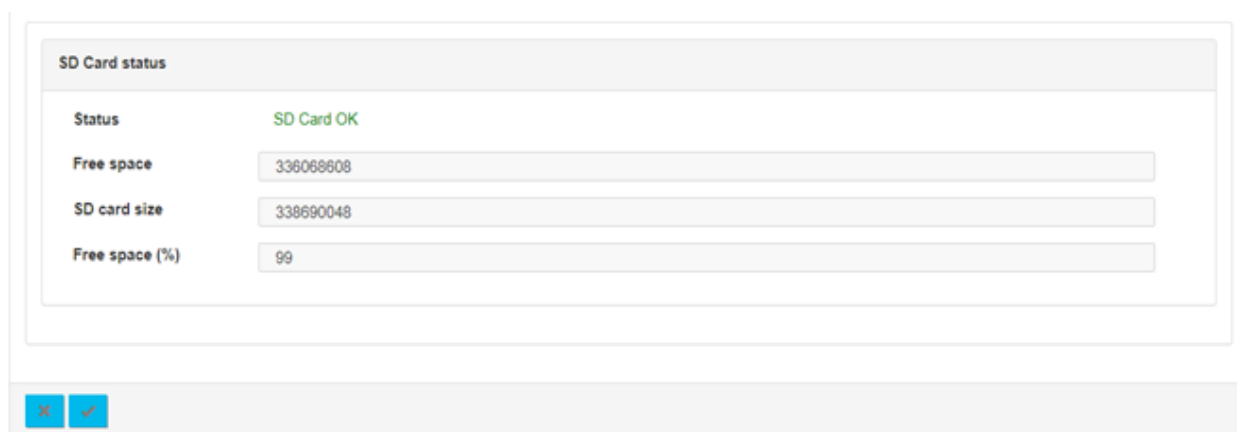 SD Card status
Status SD Card OK
Free space 336068608
SD card size 338690048
Free space (%) 99